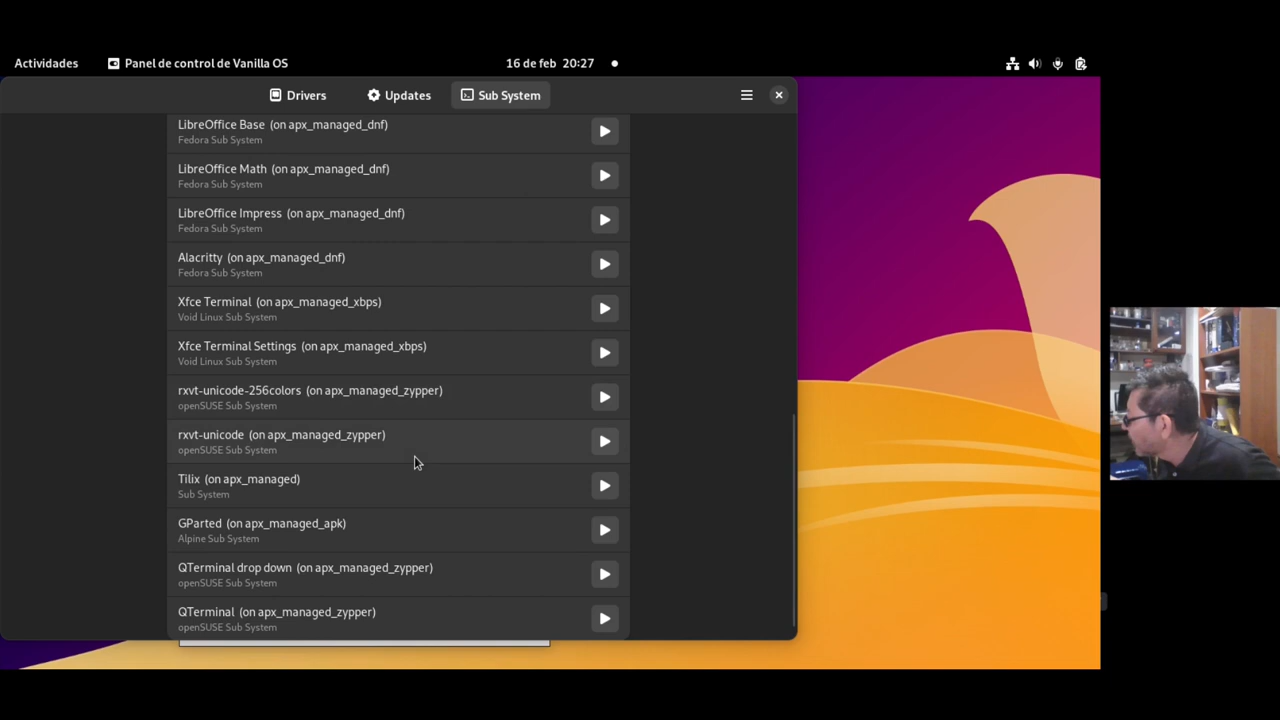 Actividades
Panel de control de Vanilla OS
16 de feb 20:27
Drivers
Updates
Sub System
LibreOffice Base (on apx_managed_dnf)
Fedora Sub System
LibreOffice Math (on apx_managed_dnf)
Fedora Sub System
LibreOffice Impress (on apx_managed_dnf)
Fedora Sub System
Alacritty (on apx_managed_dnf)
Fedora Sub System
Xfce Terminal (on apx_managed_xbps)
Void Linux Sub System
Xfce Terminal Settings (on apx_managed_xbps)
Void Linux Sub System
rxvt-unicode-256colors (on apx_managed_zypper)
openSUSE Sub System
rxvt-unicode (on apx_managed_zypper)
openSUSE Sub System
Tilix (on apx_managed)
Sub System
GParted (on apx_managed_apk)
Alpine Sub System
QTerminal drop down (on apx_managed_zypper)
openSUSE Sub System
QTerminal (on apx_managed_zypper)
openSUSE Sub System